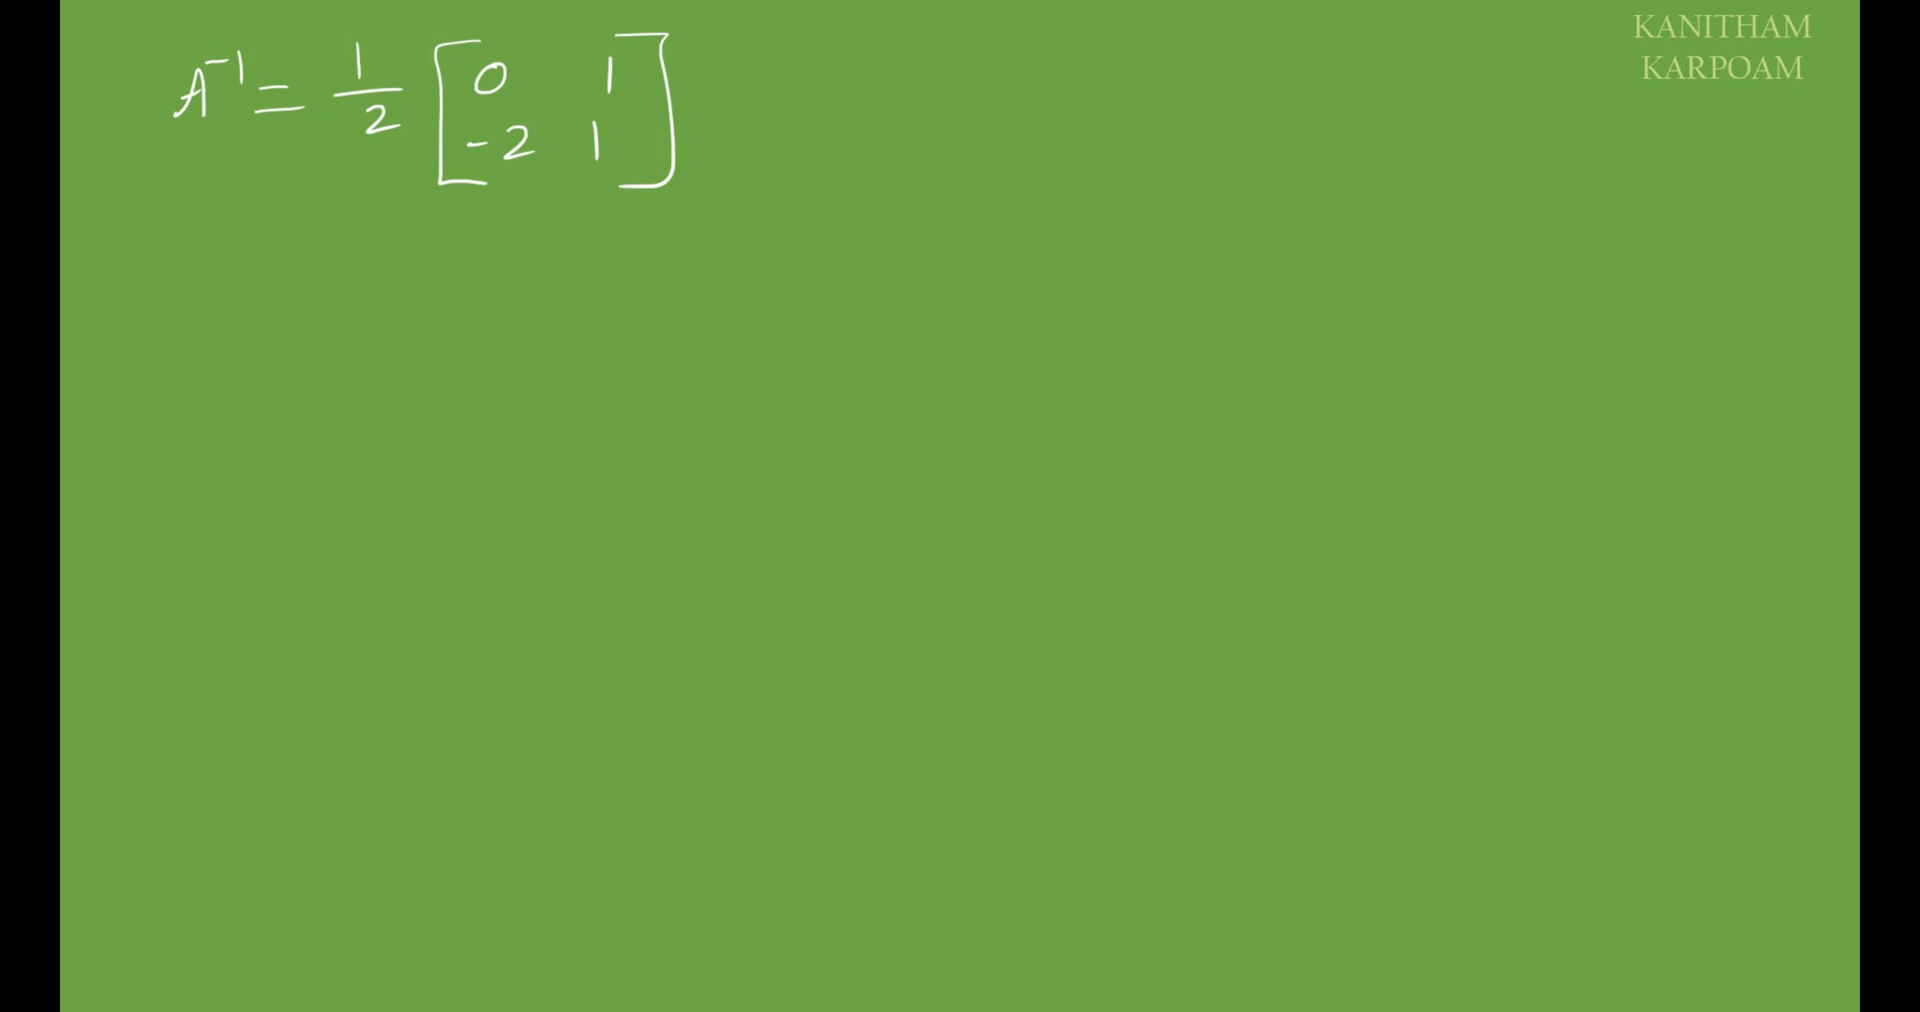 A⁻¹ = 1/2 [ 0 1
-2 1 ]
KANITHAM
KARPOAM